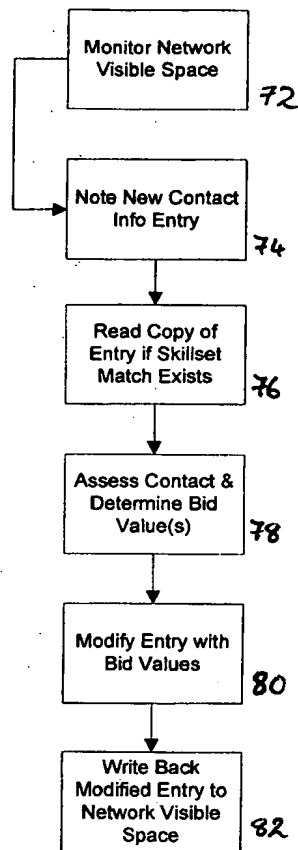 Monitor Network
Visible Space
72
Note New Contact
Info Entry
74
Read Copy of
Entry if Skillset
Match Exists
76
Assess Contact &
Determine Bid
Value(s)
78
Modify Entry with
Bid Values
80
Write Back
Modified Entry to
Network Visible
Space
82